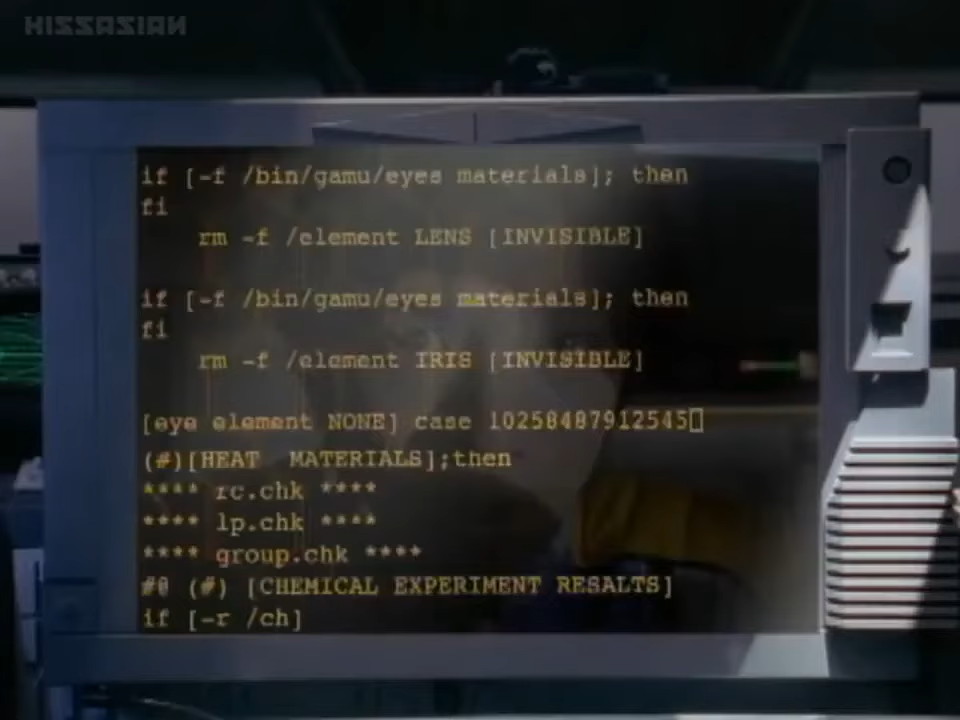 HISSASIAN
if [-f /bin/gamu/eyes materials]; then
fi
rm -f /element LENS [INVISIBLE]
if [-f /bin/gamu/eyes materials]; then
fi
rm -f /element IRIS [INVISIBLE]
[eye element NONE] case 10258487912545
(#)[HEAT MATERIALS];then
**** rc.chk ****
**** lp.chk ****
**** group.chk ****
#0 (#) [CHEMICAL EXPERIMENT RESALTS]
if [-r /ch]